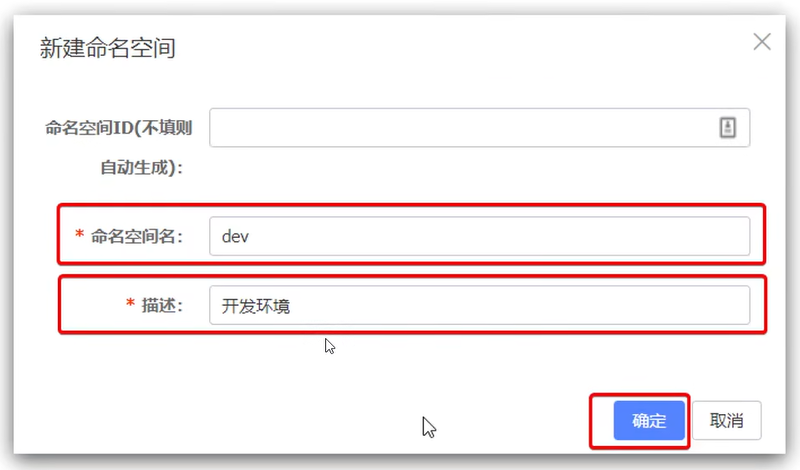 新建命名空间
命名空间ID(不填则
自动生成):
* 命名空间名: dev
* 描述: 开发环境
确定 取消